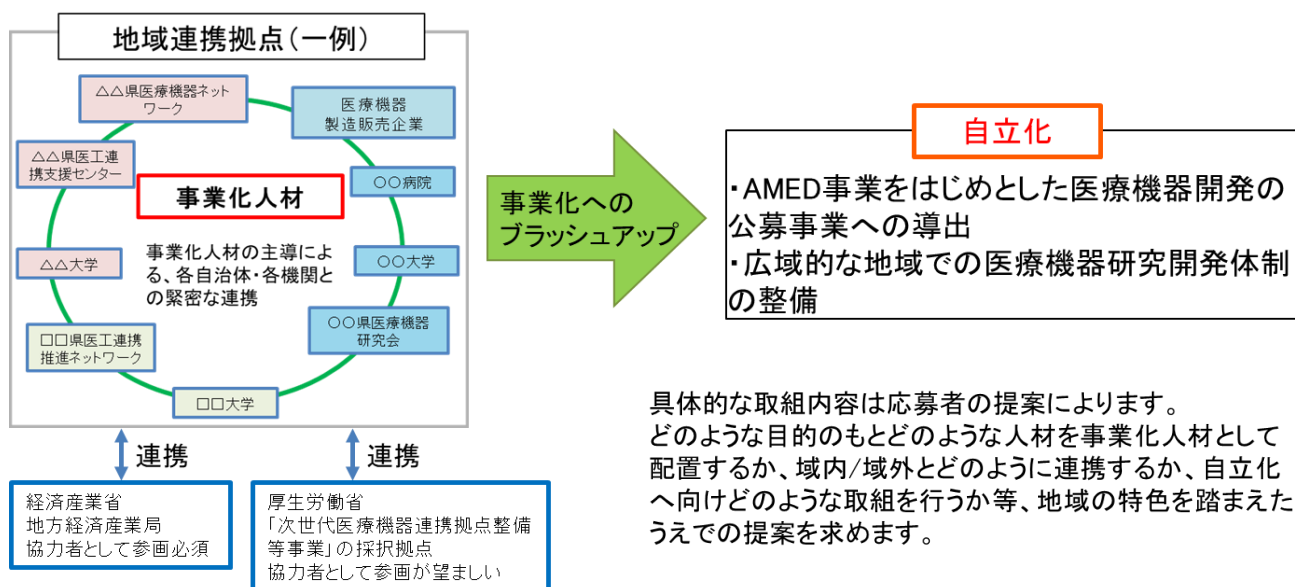 地域連携拠点(一例)
△△県医療機器ネット
ワーク
医療機器
製造販売企業
△△県医工連
携支援センター
〇〇病院
事業化人材
事業化人材の主導によ
る、各自治体・各機関と
の緊密な連携
△△大学
〇〇大学
〇〇県医療機器
研究会
□□県医工連携
推進ネットワーク
□□大学
連携
連携
経済産業省
地方経済産業局
協力者として参画必須
厚生労働省
「次世代医療機器連携拠点整備
等事業」の採択拠点
協力者として参画が望ましい
事業化への
ブラッシュアップ
自立化
・AMED事業をはじめとした医療機器開発の
公募事業への導出
・広域的な地域での医療機器研究開発体制
の整備
具体的な取組内容は応募者の提案によります。
どのような目的のもとどのような人材を事業化人材として
配置するか、域内/域外とどのように連携するか、自立化
へ向けどのような取組を行うか等、地域の特色を踏まえた
うえでの提案を求めます。